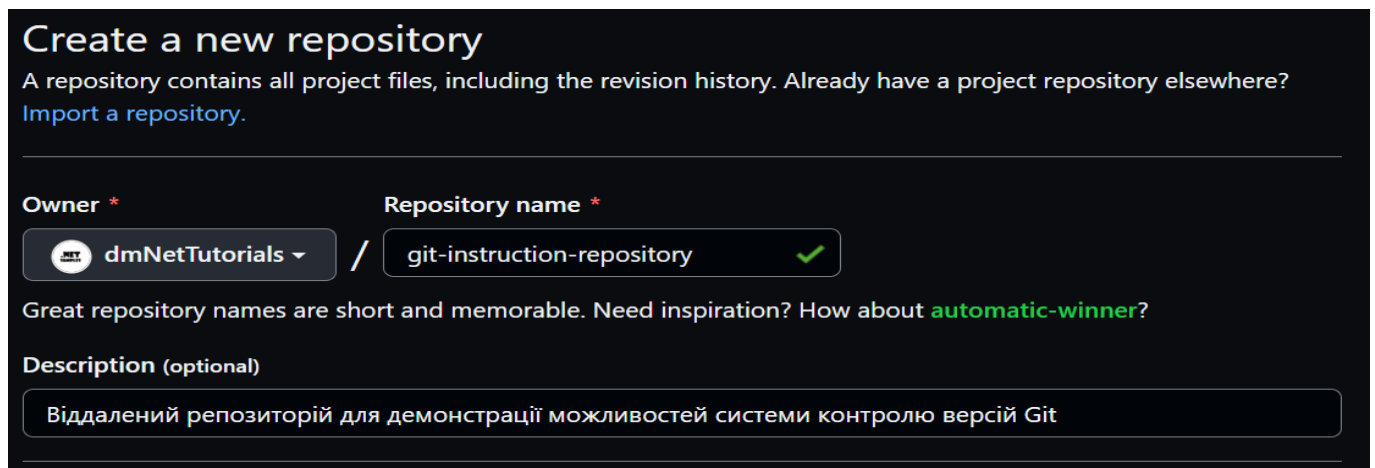 Create a new repository
A repository contains all project files, including the revision history. Already have a project repository elsewhere?
Import a repository.
Owner *
Repository name *
.NET
dmNetTutorials
/
git-instruction-repository
Great repository names are short and memorable. Need inspiration? How about automatic-winner?
Description (optional)
Віддалений репозиторій для демонстрації можливостей системи контролю версій Git